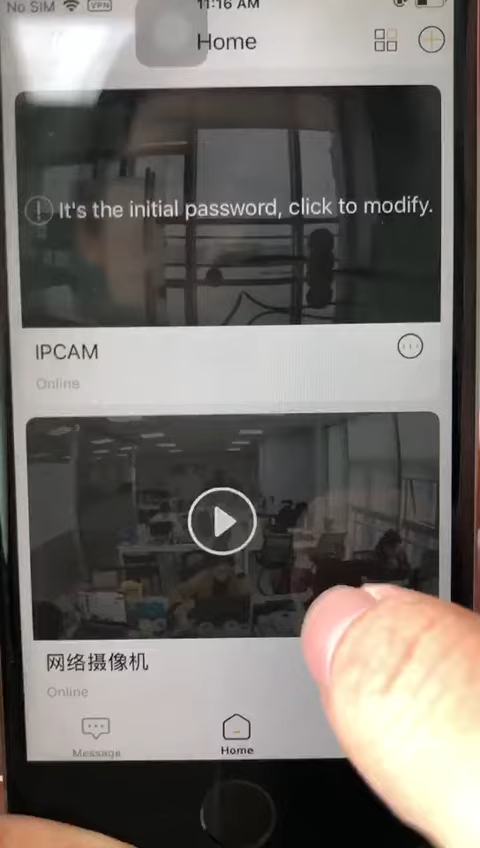 No SIM VPN 11:16 AM
Home
It's the initial password, click to modify.
IPCAM
Online
网络摄像机
Online
Message
Home